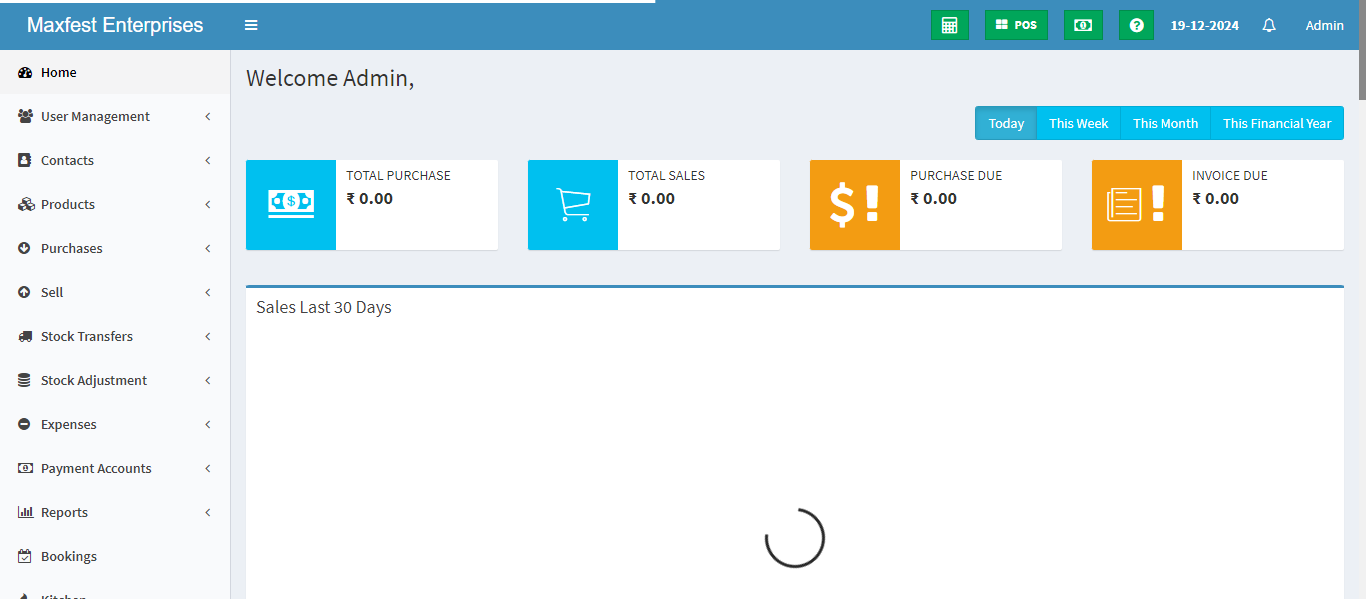 Maxfest Enterprises
POS
19-12-2024
Admin
Home
User Management
Contacts
Products
Purchases
Sell
Stock Transfers
Stock Adjustment
Expenses
Payment Accounts
Reports
Bookings
Kitchen
Welcome Admin,
Today
This Week
This Month
This Financial Year
TOTAL PURCHASE
₹ 0.00
TOTAL SALES
₹ 0.00
PURCHASE DUE
₹ 0.00
INVOICE DUE
₹ 0.00
Sales Last 30 Days